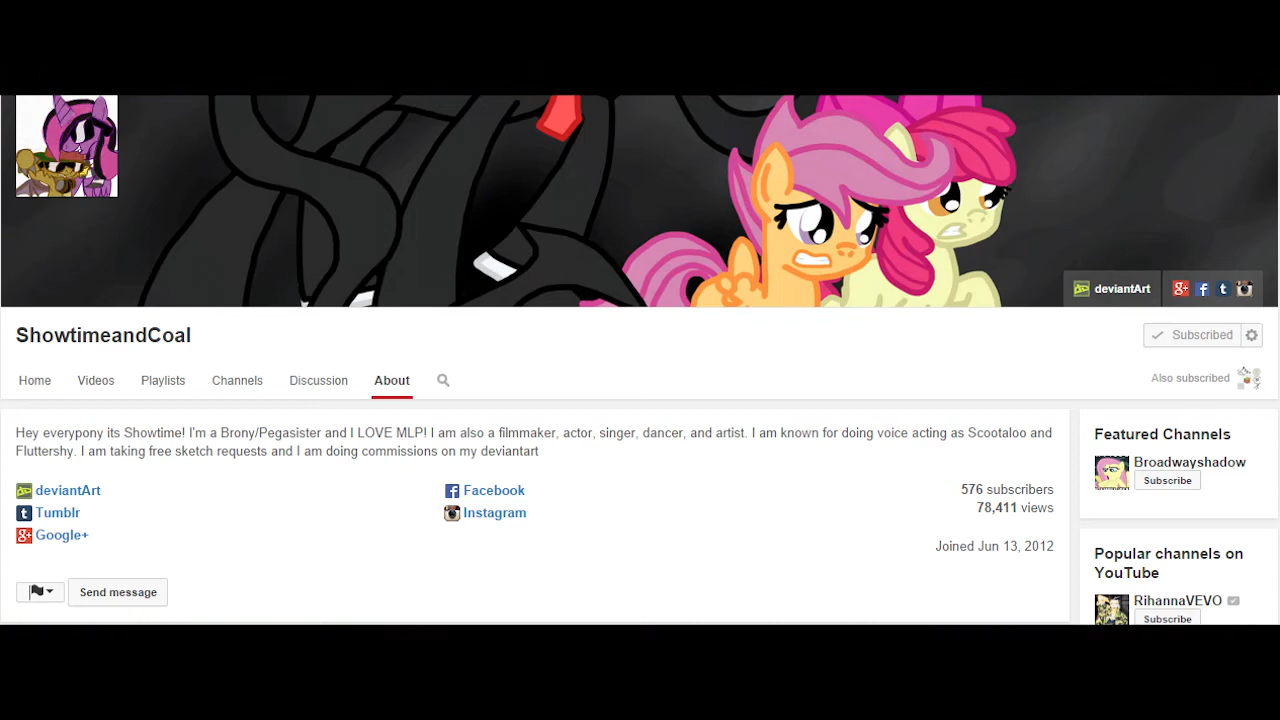 deviantArt
ShowtimeandCoal
Subscribed
Home Videos Playlists Channels Discussion About
Also subscribed
Hey everypony its Showtime! I'm a Brony/Pegasister and I LOVE MLP! I am also a filmmaker, actor, singer, dancer, and artist. I am known for doing voice acting as Scootaloo and
Fluttershy. I am taking free sketch requests and I am doing commissions on my deviantart
deviantArt Facebook
Tumblr Instagram
Google+
576 subscribers
78,411 views
Joined Jun 13, 2012
Send message
Featured Channels
Broadwayshadow
Subscribe
Popular channels on
YouTube
RihannaVEVO
Subscribe